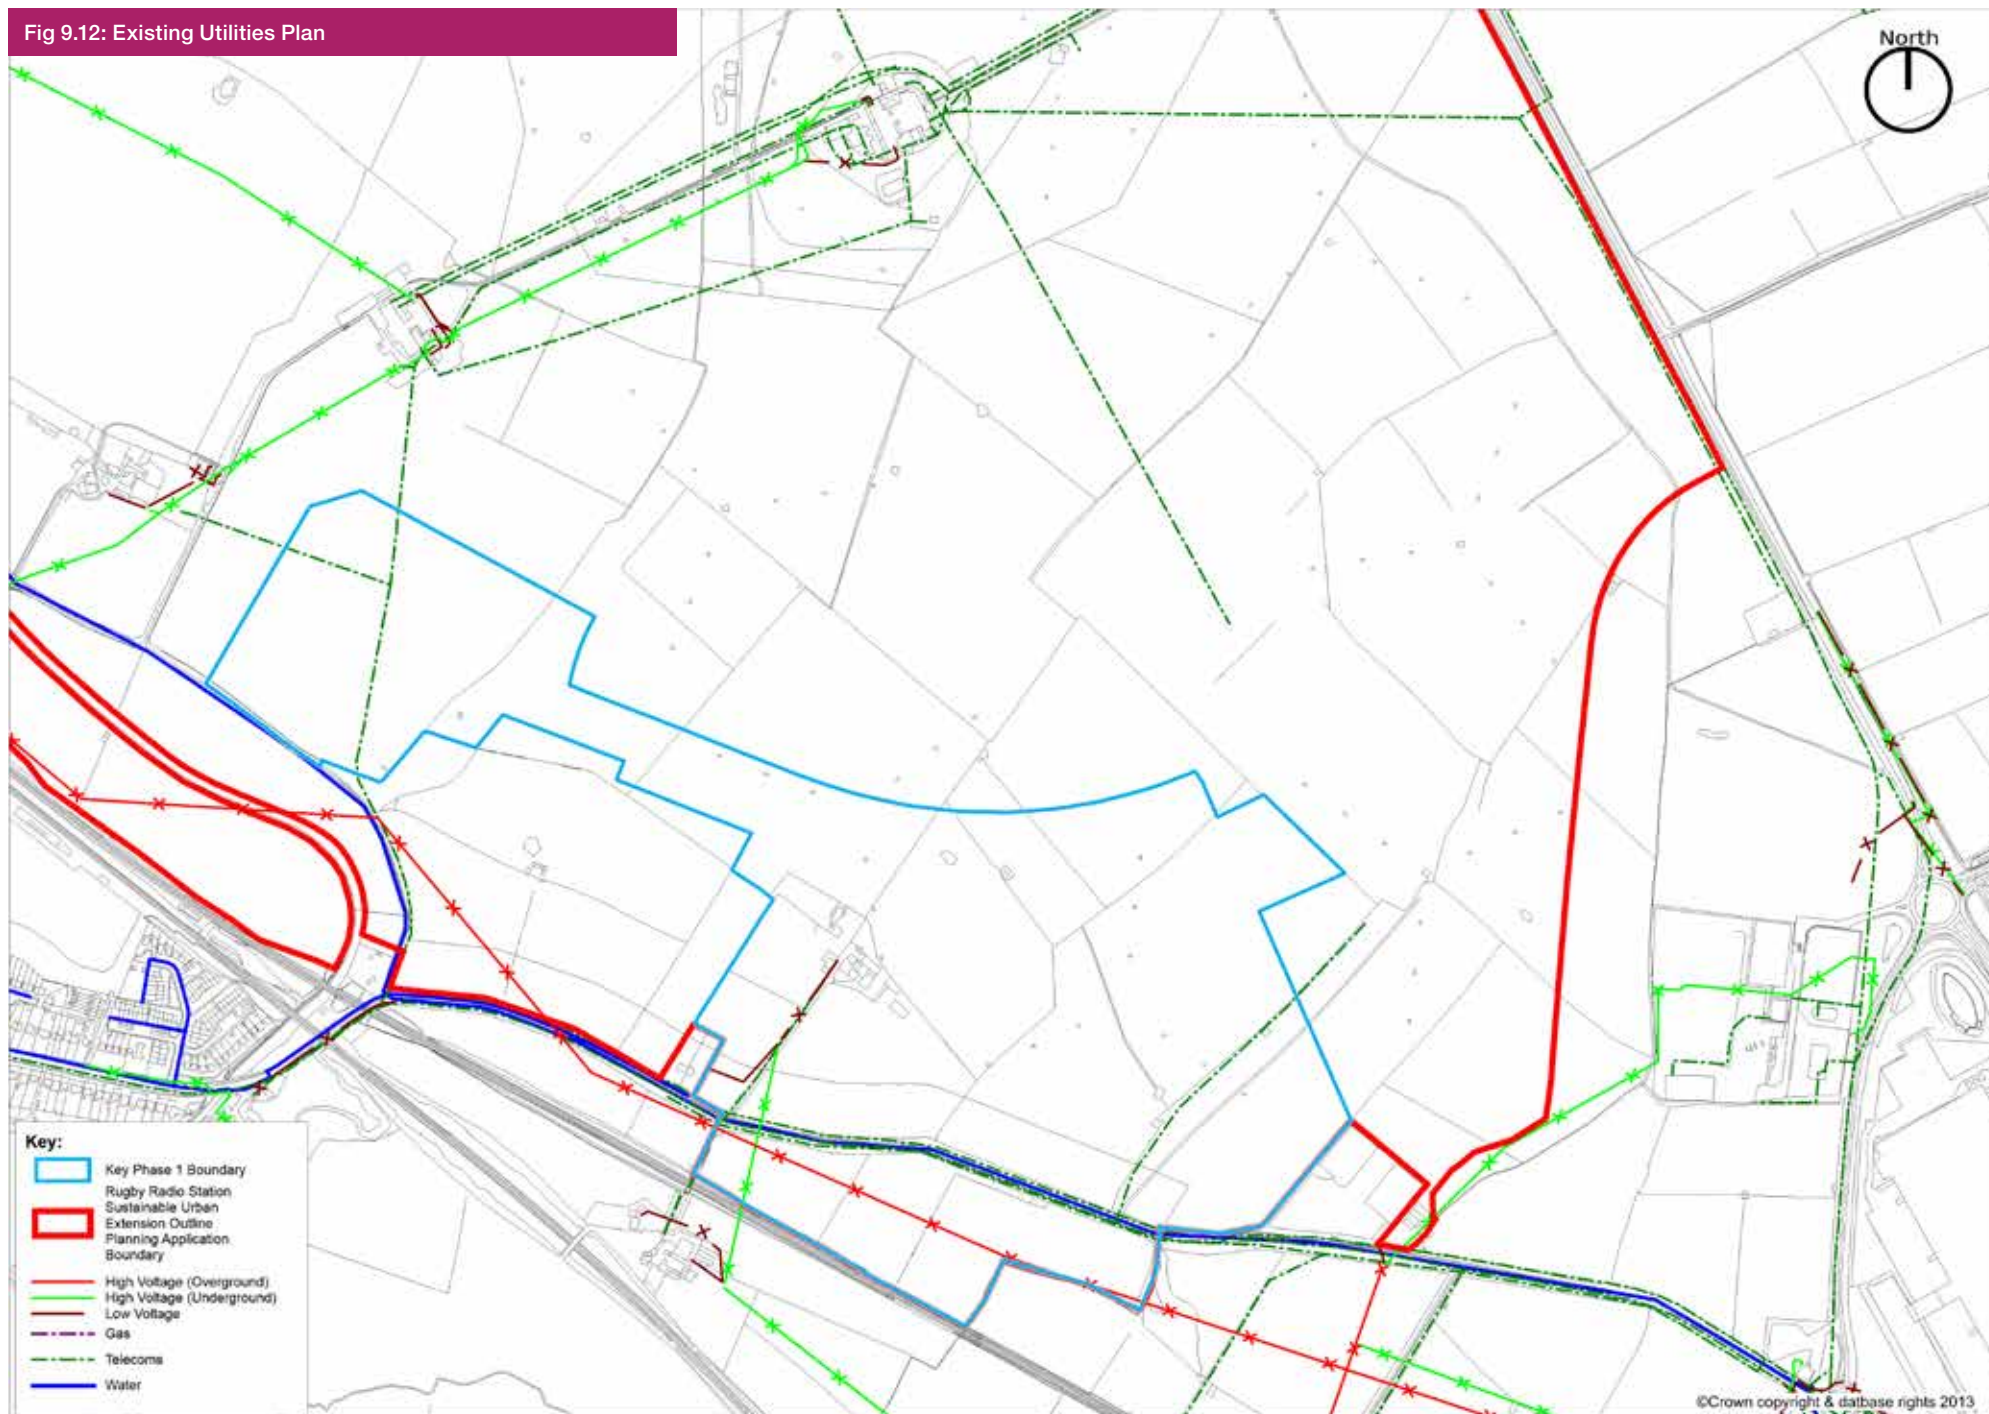 Fig 9.12: Existing Utilities Plan
North
Key:
Key Phase 1 Boundary
Rugby Radio Station
Sustainable Urban
Extension Outline
Planning Application
Boundary
High Voltage (Overground)
High Voltage (Underground)
Low Voltage
Gas
Telecoms
Water
©Crown copyright & datbase rights 2013